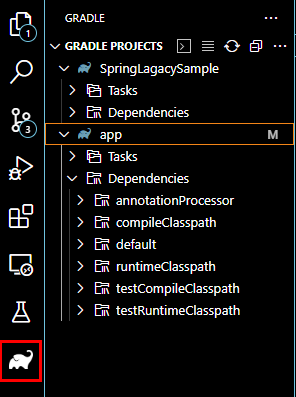 GRADLE
GRADLE PROJECTS
SpringLagacySample
Tasks
Dependencies
app M
Tasks
Dependencies
annotationProcessor
compileClasspath
default
runtimeClasspath
testCompileClasspath
testRuntimeClasspath
1
3